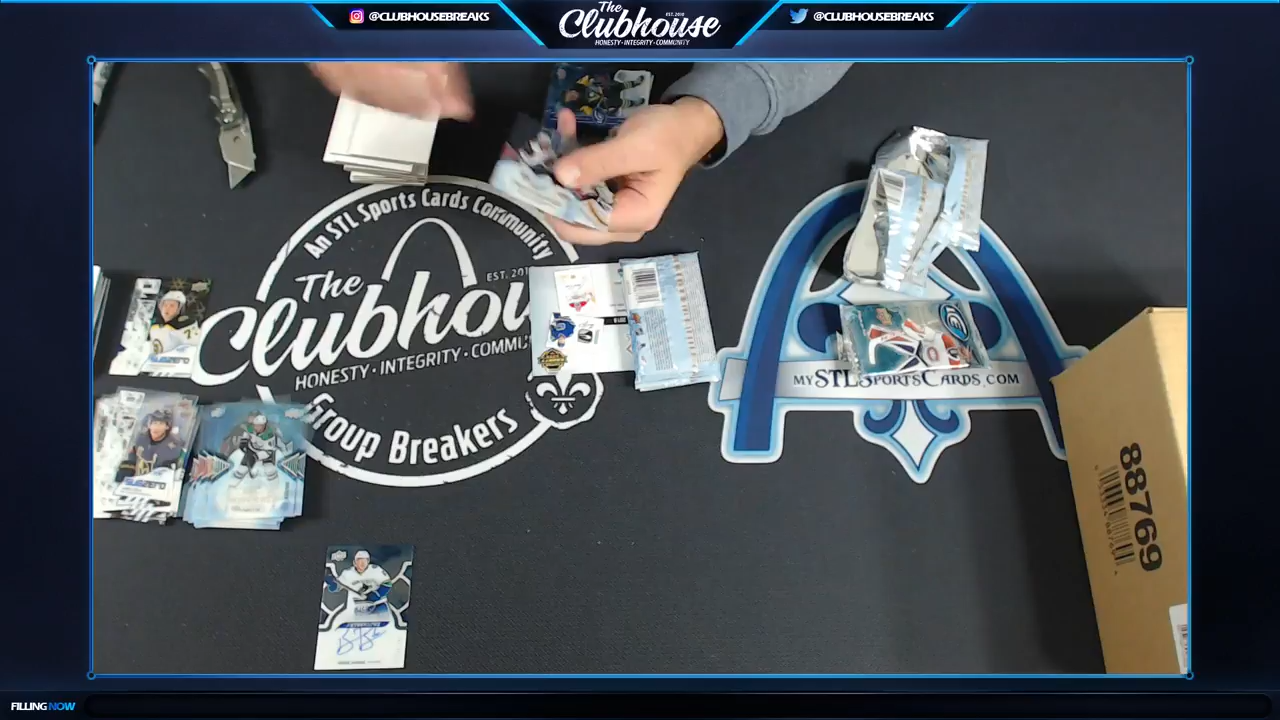 @CLUBHOUSEBREAKS
The
Clubhouse
EST. 2018
HONESTY • INTEGRITY • COMMUNITY
@CLUBHOUSEBREAKS
An STL Sports Cards Community
The
EST. 201
Clubhou
HONESTY • INTEGRITY • COMMU
Group Breakers
MYSTLSPORTSCARDS.COM
88769
FILLING NOW